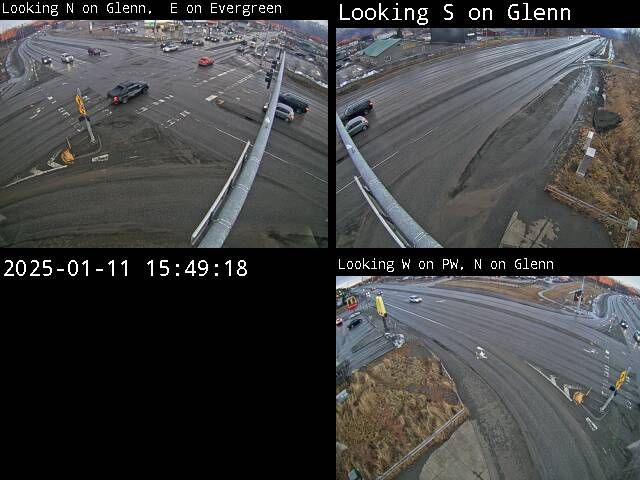 Looking N on Glenn, E on Evergreen
Looking S on Glenn
2025-01-11 15:49:18
Looking W on PW, N on Glenn